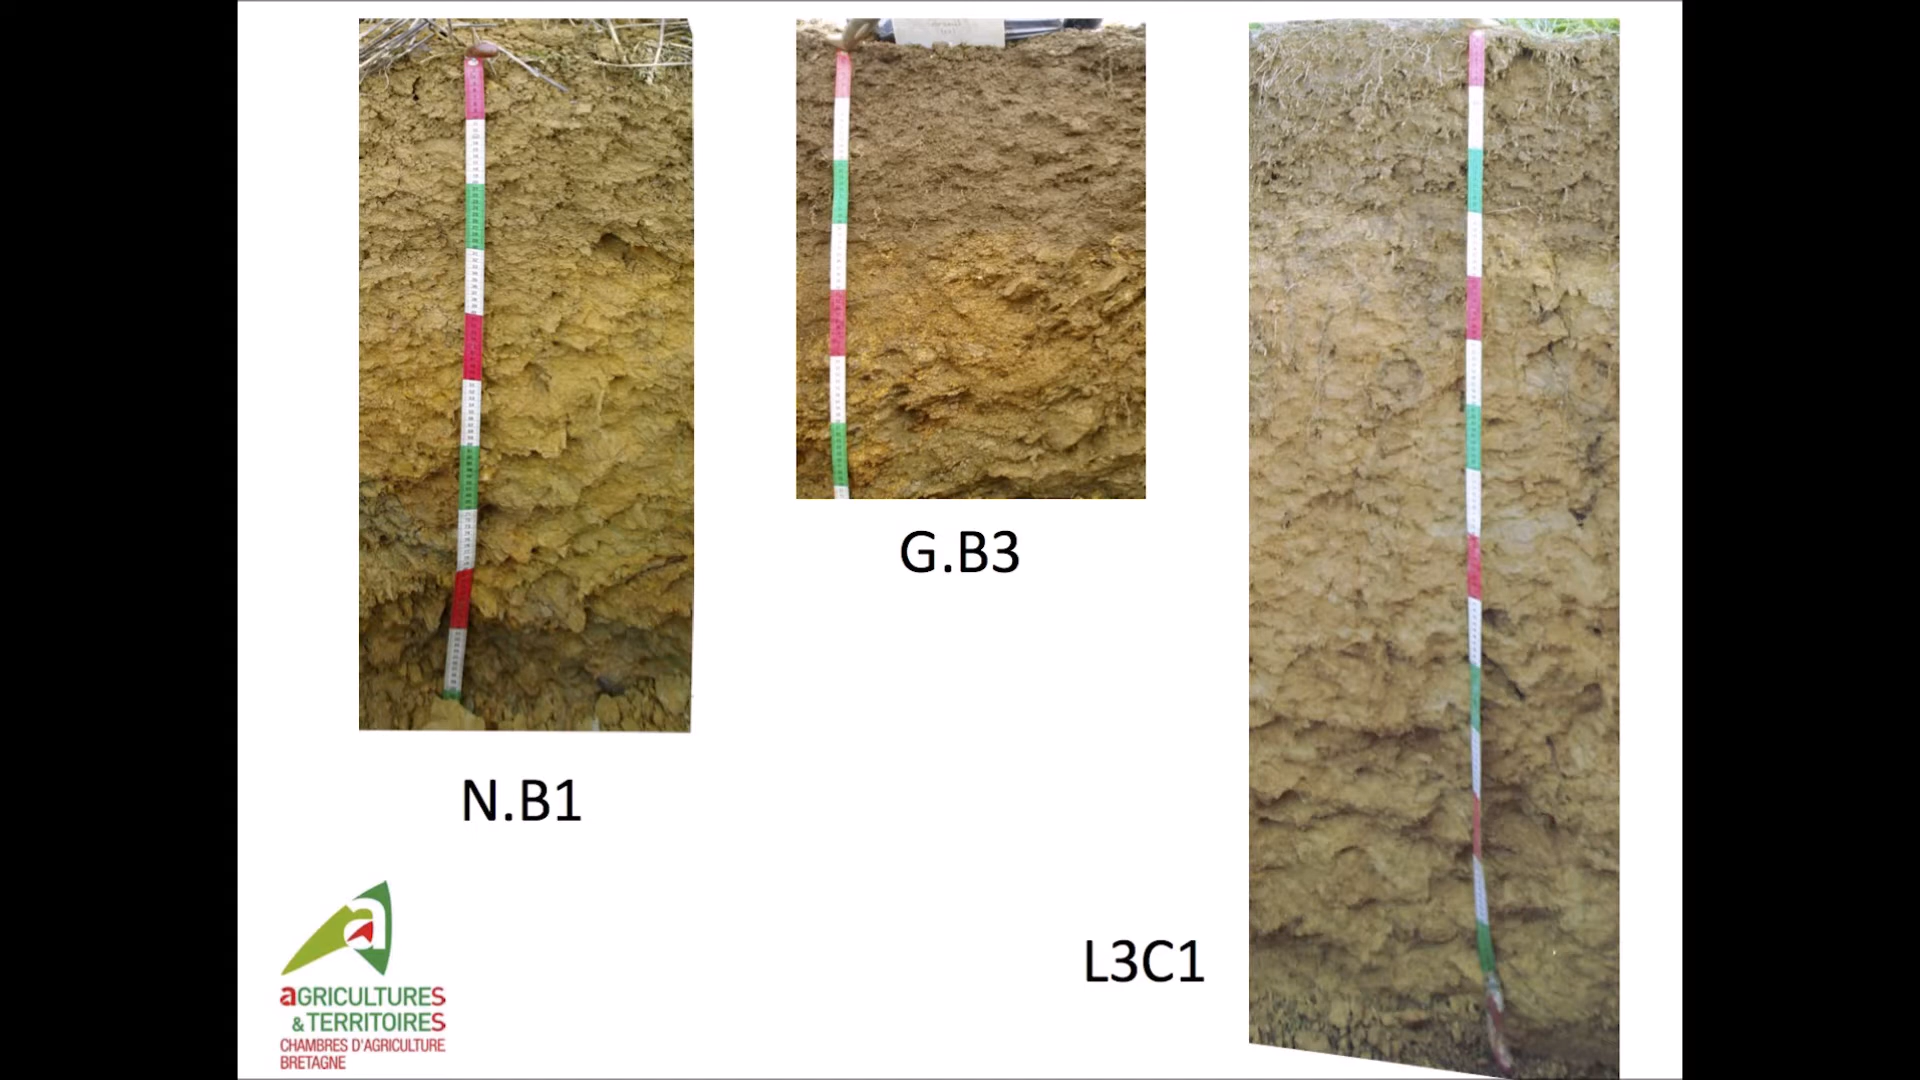 N.B1
G.B3
L3C1
aGRICULTURES
& TERRITOIRES
CHAMBRES D'AGRICULTURE
BRETAGNE